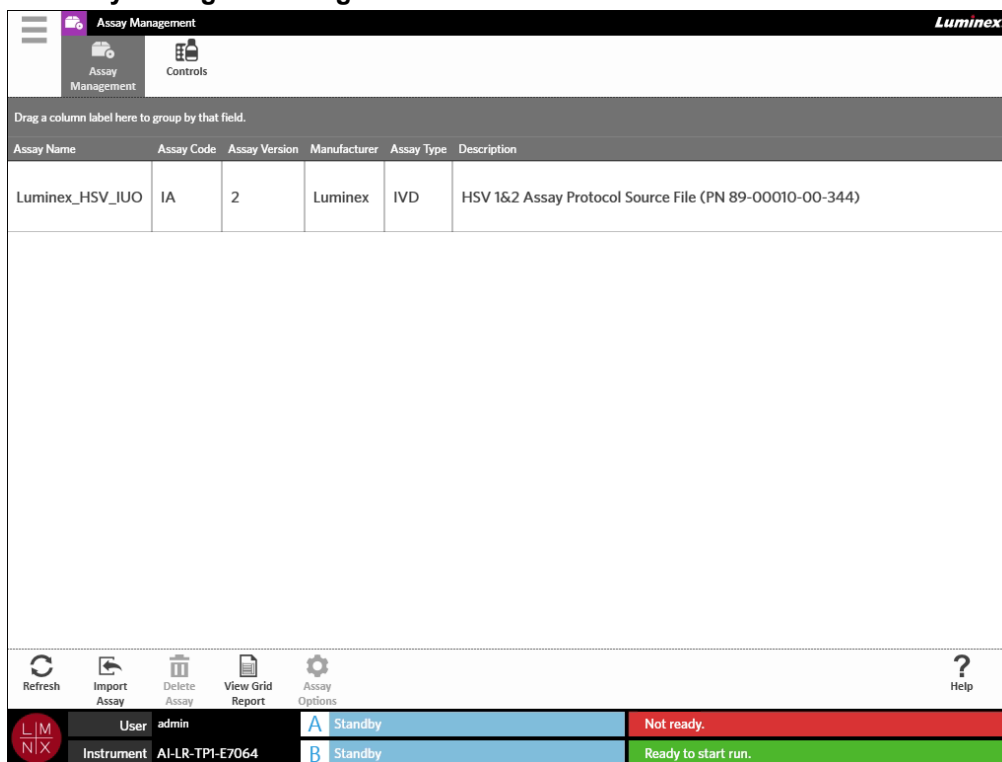 Assay Management Luminex
Assay
Management
Controls
Drag a column label here to group by that field.
Assay Name Assay Code Assay Version Manufacturer Assay Type Description
Luminex_HSV_IUO IA 2 Luminex IVD HSV 1&2 Assay Protocol Source File (PN 89-00010-00-344)
Refresh
Import
Assay
Delete
Assay
View Grid
Report
Assay
Options
?
Help
L M
N X
User admin A Standby Not ready.
Instrument AI-LR-TP1-E7064 B Standby Ready to start run.